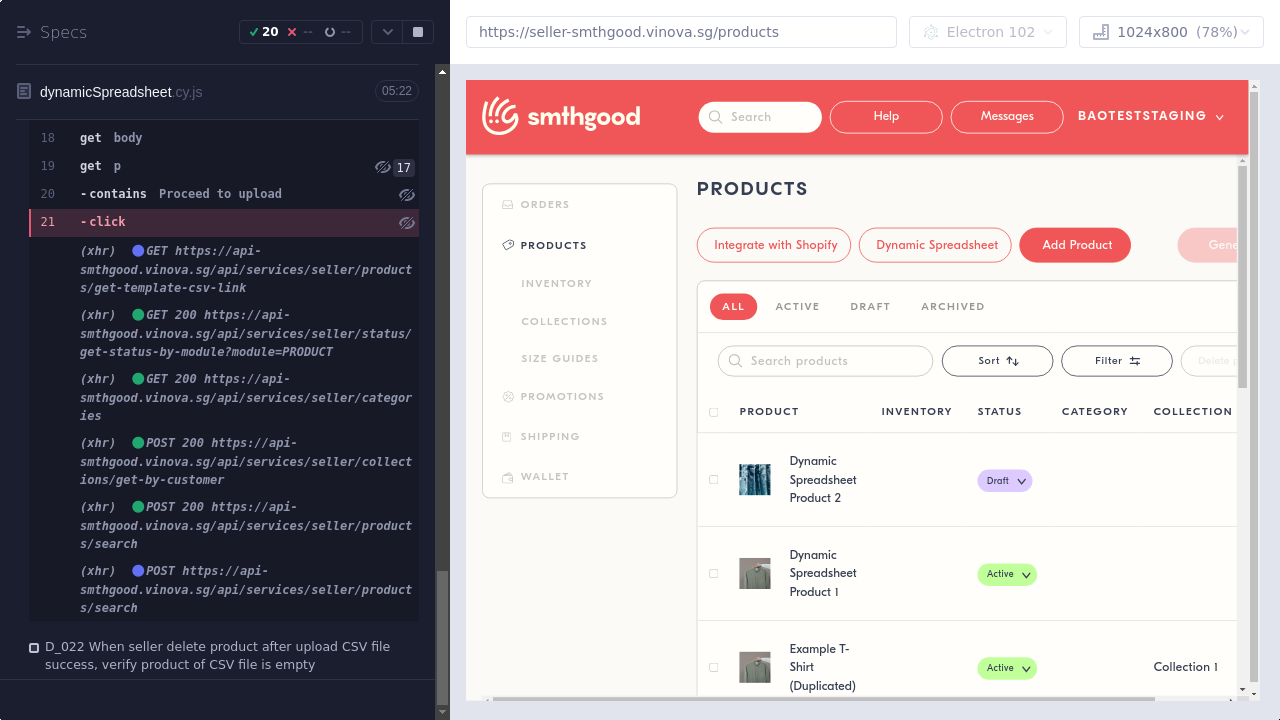 Specs
20
--
--
https://seller-smthgood.vinova.sg/products
Electron 102
1024x800 (78%)
dynamicSpreadsheet.cy.js
05:22
18 get body
19 get p 17
20 -contains Proceed to upload
21 -click
(xhr) GET https://api-
smthgood.vinova.sg/api/services/seller/product
s/get-template-csv-link
(xhr) GET 200 https://api-
smthgood.vinova.sg/api/services/seller/status/
get-status-by-module?module=PRODUCT
(xhr) GET 200 https://api-
smthgood.vinova.sg/api/services/seller/categor
ies
(xhr) POST 200 https://api-
smthgood.vinova.sg/api/services/seller/collect
ions/get-by-customer
(xhr) POST 200 https://api-
smthgood.vinova.sg/api/services/seller/product
s/search
(xhr) POST https://api-
smthgood.vinova.sg/api/services/seller/product
s/search
D_022 When seller delete product after upload CSV file
success, verify product of CSV file is empty
smthgood
Search
Help
Messages
BAOTESTSTAGING
ORDERS
PRODUCTS
INVENTORY
COLLECTIONS
SIZE GUIDES
PROMOTIONS
SHIPPING
WALLET
PRODUCTS
Integrate with Shopify
Dynamic Spreadsheet
Add Product
Gene
ALL
ACTIVE
DRAFT
ARCHIVED
Search products
Sort
Filter
Delete
PRODUCT
INVENTORY
STATUS
CATEGORY
COLLECTION
Dynamic
Spreadsheet
Product 2
Draft
Dynamic
Spreadsheet
Product 1
Active
Example T-
Shirt
(Duplicated)
Active
Collection 1